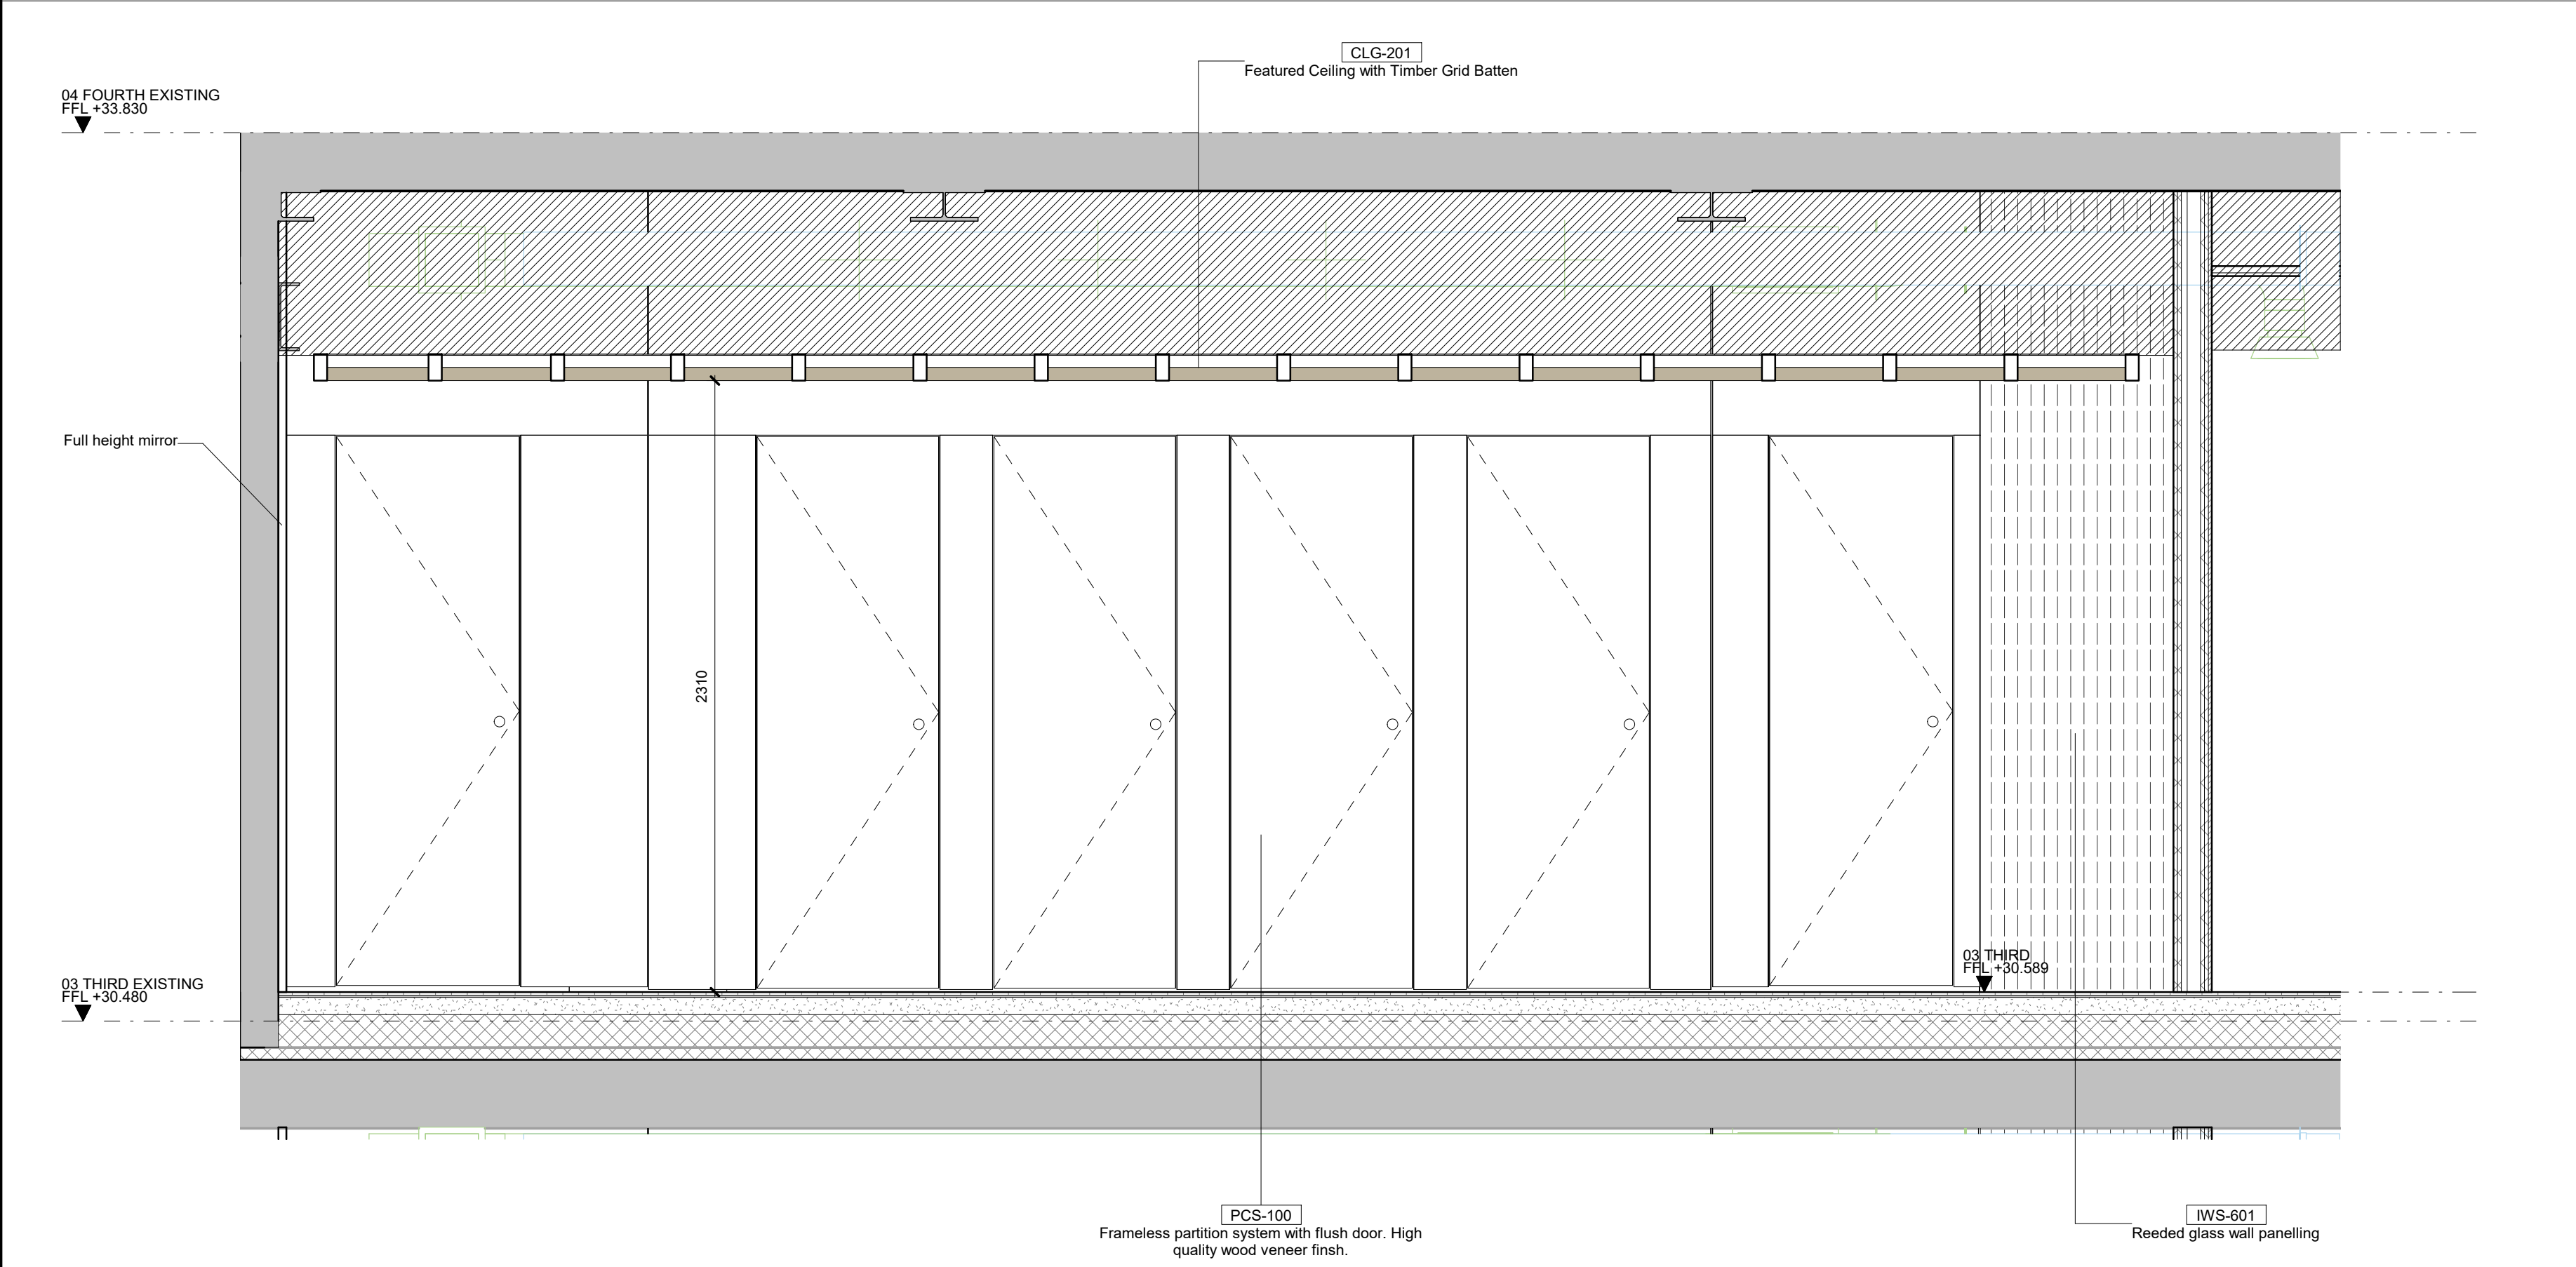 CLG-201
Featured Ceiling with Timber Grid Batten
04 FOURTH EXISTING
FFL +33.830
Full height mirror
2310
03 THIRD
FFL +30.589
03 THIRD EXISTING
FFL +30.480
PCS-100
Frameless partition system with flush door. High
quality wood veneer finsh.
IWS-601
Reeded glass wall panelling